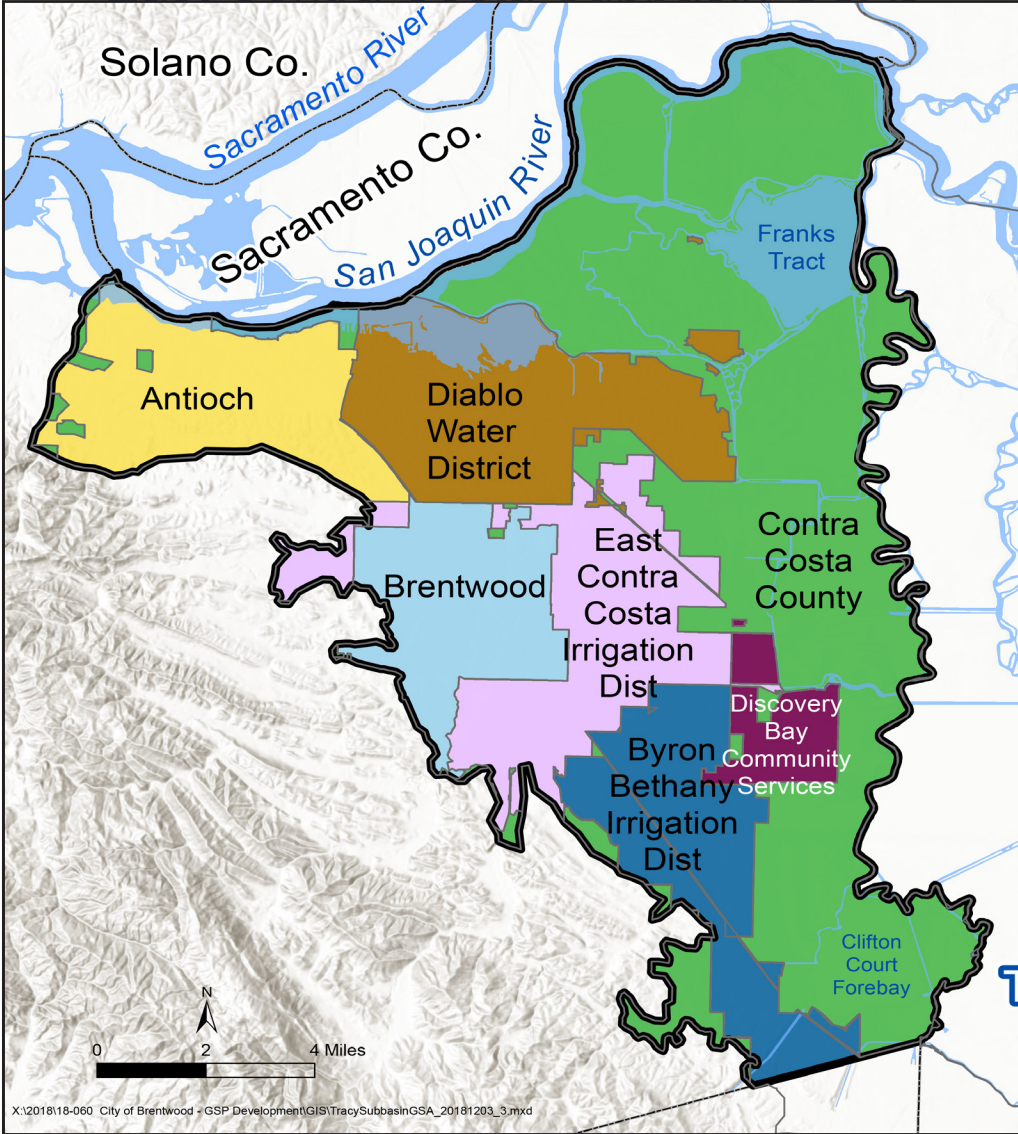 Solano Co.
Sacramento River
Sacramento Co.
San Joaquin River
Franks
Tract
Antioch
Diablo
Water
District
Contra
Costa
County
East
Contra
Costa
Irrigation
Dist
Brentwood
Discovery
Bay
Community
Services
Byron
Bethany
Irrigation
Dist
Clifton
Court
Forebay
N
0 2 4 Miles
X:\2018\18-060 City of Brentwood - GSP Development\GIS\TracySubbasinGSA_20181203_3.mxd